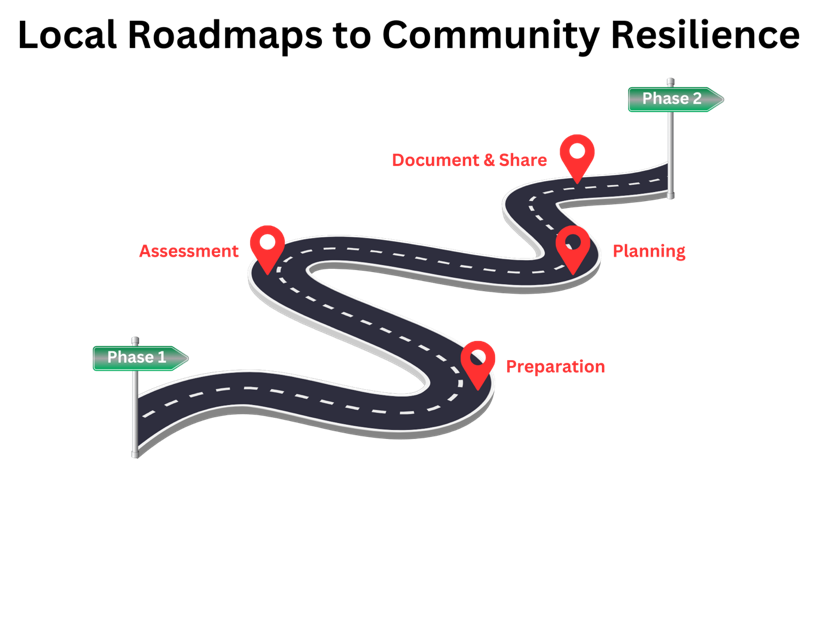 Local Roadmaps to Community Resilience
Phase 2
Document & Share
Assessment
Planning
Phase 1
Preparation